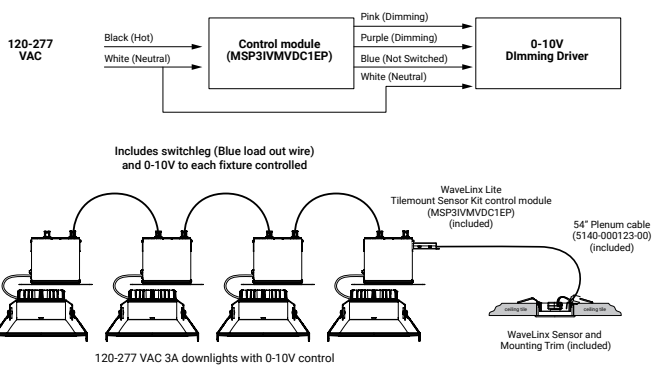 120-277
VAC
Black (Hot)
White (Neutral)
Control module
(MSP3IVMVDC1EP)
Pink (Dimming)
Purple (Dimming)
Blue (Not Switched)
White (Neutral)
0-10V
DImming Driver
Includes switchleg (Blue load out wire)
and 0-10V to each fixture controlled
WaveLinx Lite
Tilemount Sensor Kit control module
(MSP3IVMVDC1EP)
(included)
54" Plenum cable
(5140-000123-00)
(included)
ceiling tile
ceiling tile
WaveLinx Sensor and
Mounting Trim (included)
120-277 VAC 3A downlights with 0-10V control